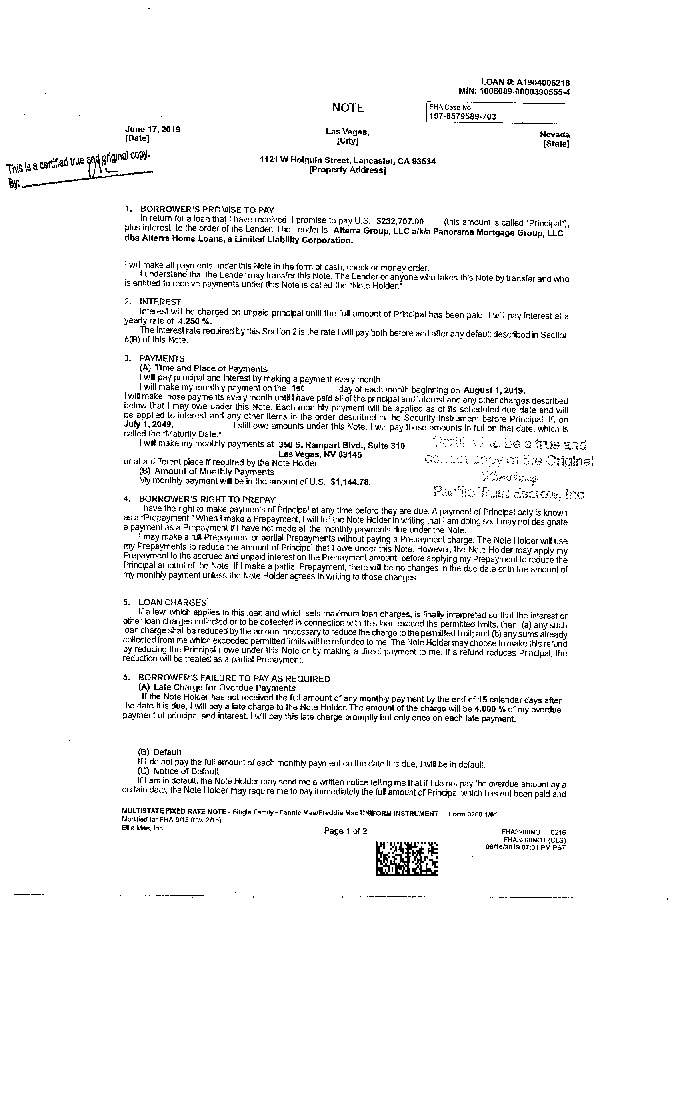 LOAN #: A1904006218
MIN: 1006089-0000390555-4
NOTE
FHA Case No.
197-8579589-703
June 17, 2019
[Date]
Las Vegas,
[City]
Nevada
[State]
This is a certified true and original copy.
By:
1121 W Holguin Street, Lancaster, CA 93534
[Property Address]
1. BORROWER'S PROMISE TO PAY
In return for a loan that I have received, I promise to pay U.S. $232,707.00 (this amount is called "Principal"),
plus interest, to the order of the Lender. The Lender is Alterra Group, LLC a/k/a Panorama Mortgage Group, LLC
dba Alterra Home Loans, a Limited Liability Corporation.
I will make all payments under this Note in the form of cash, check or money order.
I understand that the Lender may transfer this Note. The Lender or anyone who takes this Note by transfer and who
is entitled to receive payments under this Note is called the "Note Holder."
2. INTEREST
Interest will be charged on unpaid principal until the full amount of Principal has been paid. I will pay interest at a
yearly rate of 4.250 %.
The interest rate required by this Section 2 is the rate I will pay both before and after any default described in Section
6(B) of this Note.
3. PAYMENTS
(A) Time and Place of Payments
I will pay principal and interest by making a payment every month.
I will make my monthly payment on the 1st day of each month beginning on August 1, 2019.
I will make these payments every month until I have paid all of the principal and interest and any other charges described
below that I may owe under this Note. Each monthly payment will be applied as of its scheduled due date and will
be applied to interest and any other items in the order described in the Security Instrument before Principal. If, on
July 1, 2049, I still owe amounts under this Note, I will pay those amounts in full on that date, which is
called the "Maturity Date."
I will make my monthly payments at 350 S. Rampart Blvd., Suite 310
Las Vegas, NV 89145
or at a different place if required by the Note Holder.
to be a true and
correct copy of the Original
Pacific Trust Escrow, Inc
(B) Amount of Monthly Payments
My monthly payment will be in the amount of U.S. $1,144.78.
4. BORROWER'S RIGHT TO PREPAY
I have the right to make payments of Principal at any time before they are due. A payment of Principal only is known
as a "Prepayment." When I make a Prepayment, I will tell the Note Holder in writing that I am doing so. I may not designate
a payment as a Prepayment if I have not made all the monthly payments due under the Note.
I may make a full Prepayment or partial Prepayments without paying a Prepayment charge. The Note Holder will use
my Prepayments to reduce the amount of Principal that I owe under this Note. However, the Note Holder may apply my
Prepayment to the accrued and unpaid interest on the Prepayment amount, before applying my Prepayment to reduce the
Principal amount of the Note. If I make a partial Prepayment, there will be no changes in the due date or in the amount of
my monthly payment unless the Note Holder agrees in writing to those changes.
5. LOAN CHARGES
If a law, which applies to this loan and which sets maximum loan charges, is finally interpreted so that the interest or
other loan charges collected or to be collected in connection with this loan exceed the permitted limits, then: (a) any such
loan charge shall be reduced by the amount necessary to reduce the charge to the permitted limit; and (b) any sums already
collected from me which exceeded permitted limits will be refunded to me. The Note Holder may choose to make this refund
by reducing the Principal I owe under this Note or by making a direct payment to me. If a refund reduces Principal, the
reduction will be treated as a partial Prepayment.
6. BORROWER'S FAILURE TO PAY AS REQUIRED
(A) Late Charge for Overdue Payments
If the Note Holder has not received the full amount of any monthly payment by the end of 15 calendar days after
the date it is due, I will pay a late charge to the Note Holder. The amount of the charge will be 4.000 % of my overdue
payment of principal and interest. I will pay this late charge promptly but only once on each late payment.
(B) Default
If I do not pay the full amount of each monthly payment on the date it is due, I will be in default.
(C) Notice of Default
If I am in default, the Note Holder may send me a written notice telling me that if I do not pay the overdue amount by a
certain date, the Note Holder may require me to pay immediately the full amount of Principal which has not been paid and
MULTISTATE FIXED RATE NOTE - Single Family - Fannie Mae/Freddie Mac UNIFORM INSTRUMENT Form 3200 1/01
Modified for FHA 9/15 (rev. 2/16)
Ellie Mae, Inc.
Page 1 of 2
0216
(CLS)
07:01 PM PST